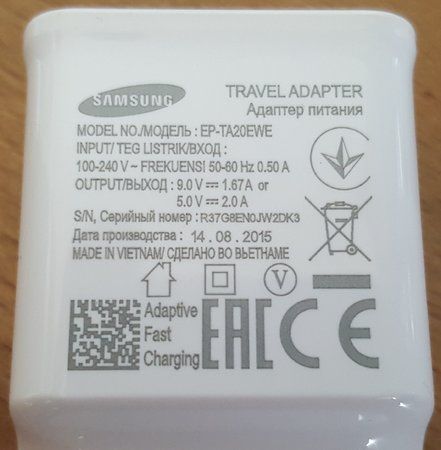 SAMSUNG
TRAVEL ADAPTER
Адаптер питания
MODEL NO./МОДЕЛЬ : EP-TA20EWE
INPUT/ TEG LISTRIK/ВХОД :
100-240 V ~ FREKUENSI 50-60 Hz 0.50 A
OUTPUT/ВЫХОД : 9.0 V ⎓ 1.67A or
5.0 V ⎓ 2.0 A
S/N, Серийный номер : R37G8EN0JW2DK3
Дата производства : 14.08.2015
MADE IN VIETNAM/ СДЕЛАНО ВО ВЬЕТНАМЕ
V
Adaptive
Fast
Charging
EAC CE